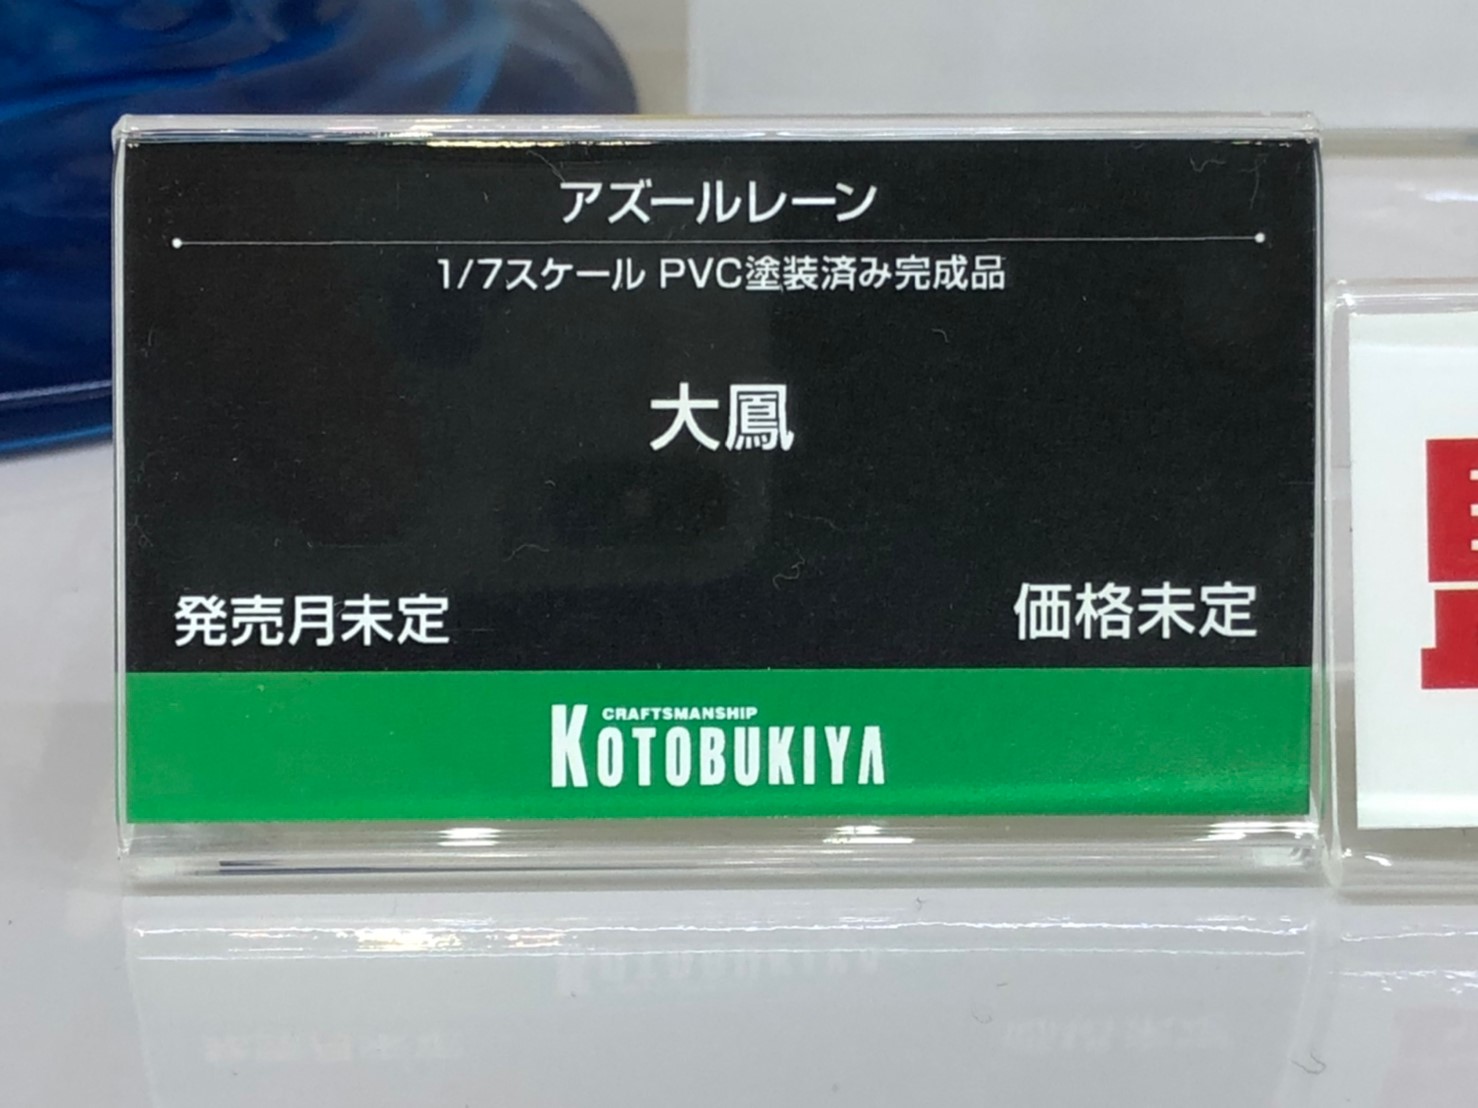 アズールレーン
1/7スケール PVC塗装済み完成品
大鳳
発売月未定
価格未定
CRAFTSMANSHIP
KOTOBUKIYA